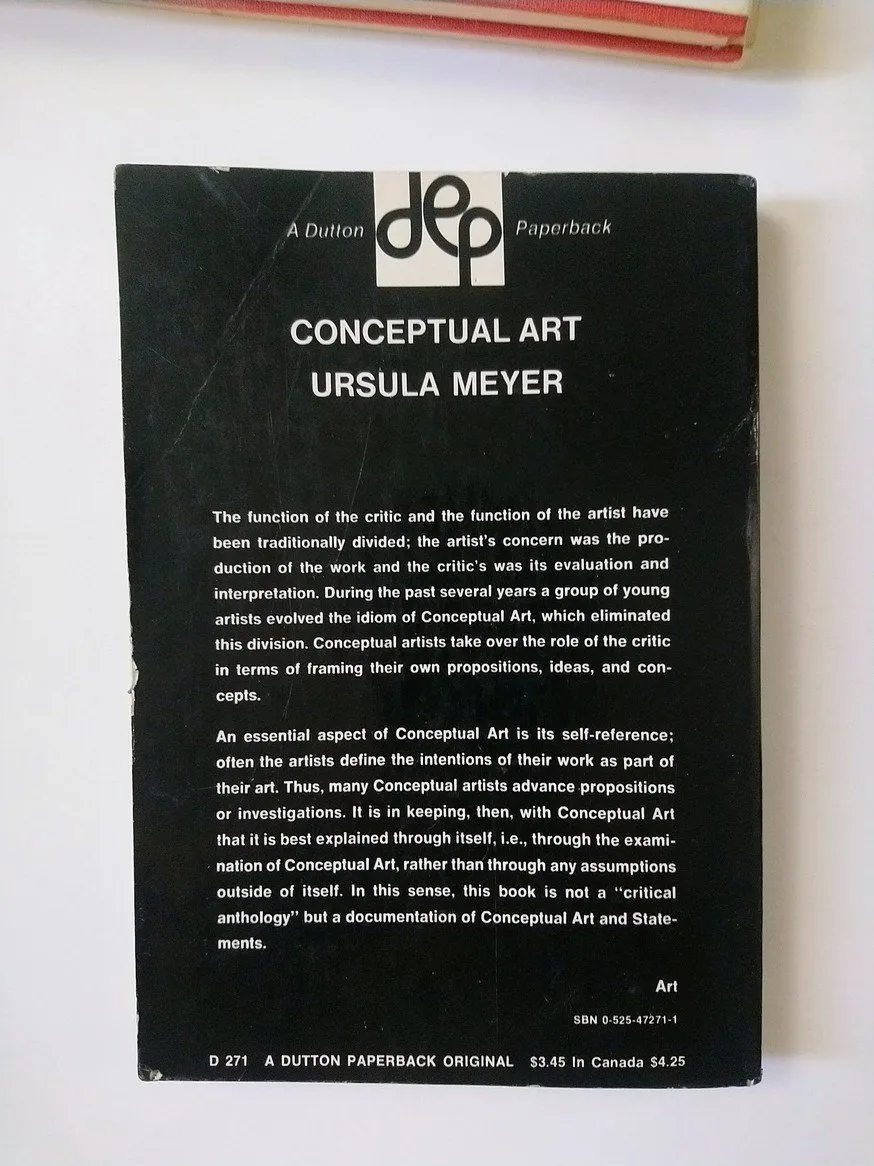 A Dutton dep Paperback
CONCEPTUAL ART
URSULA MEYER
The function of the critic and the function of the artist have
been traditionally divided; the artist's concern was the pro-
duction of the work and the critic's was its evaluation and
interpretation. During the past several years a group of young
artists evolved the idiom of Conceptual Art, which eliminated
this division. Conceptual artists take over the role of the critic
in terms of framing their own propositions, ideas, and con-
cepts.
An essential aspect of Conceptual Art is its self-reference;
often the artists define the intentions of their work as part of
their art. Thus, many Conceptual artists advance propositions
or investigations. It is in keeping, then, with Conceptual Art
that it is best explained through itself, i.e., through the exami-
nation of Conceptual Art, rather than through any assumptions
outside of itself. In this sense, this book is not a “critical
anthology” but a documentation of Conceptual Art and State-
ments.
Art
SBN 0-525-47271-1
D 271 A DUTTON PAPERBACK ORIGINAL $3.45 In Canada $4.25